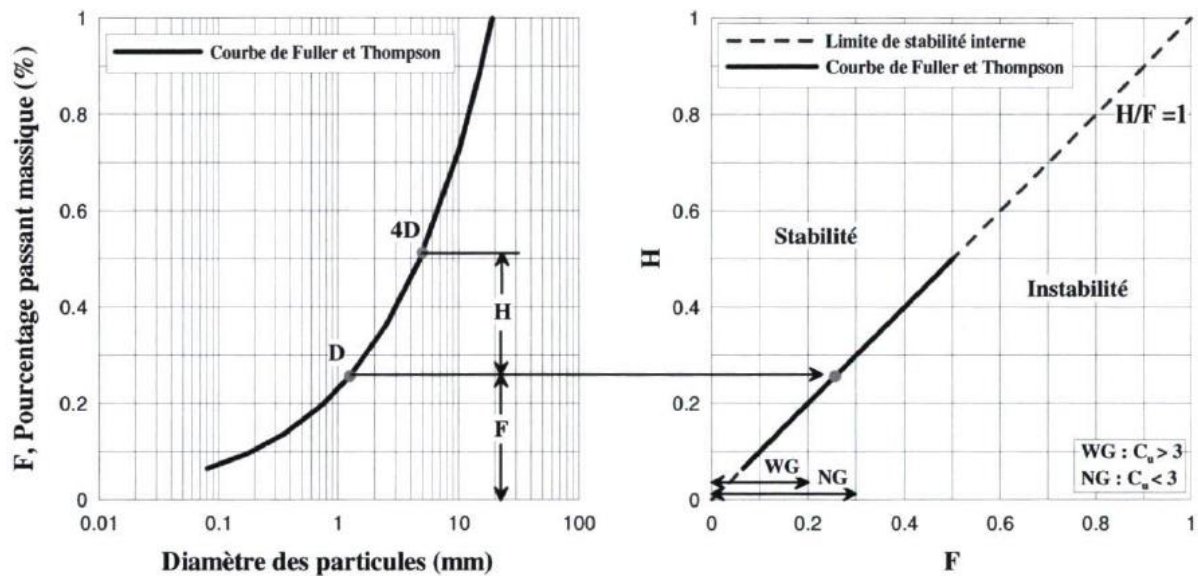 F, Pourcentage passant massique (%)
1
0.8
0.6
0.4
0.2
0
Courbe de Fuller et Thompson
4D
H
D
F
0.01
0.1
1
10
100
Diamètre des particules (mm)
H
1
0.8
0.6
0.4
0.2
0
Limite de stabilité interne
Courbe de Fuller et Thompson
H/F =1
Stabilité
Instabilité
WG
NG
WG : Cu > 3
NG : Cu < 3
0
0.2
0.4
0.6
0.8
1
F